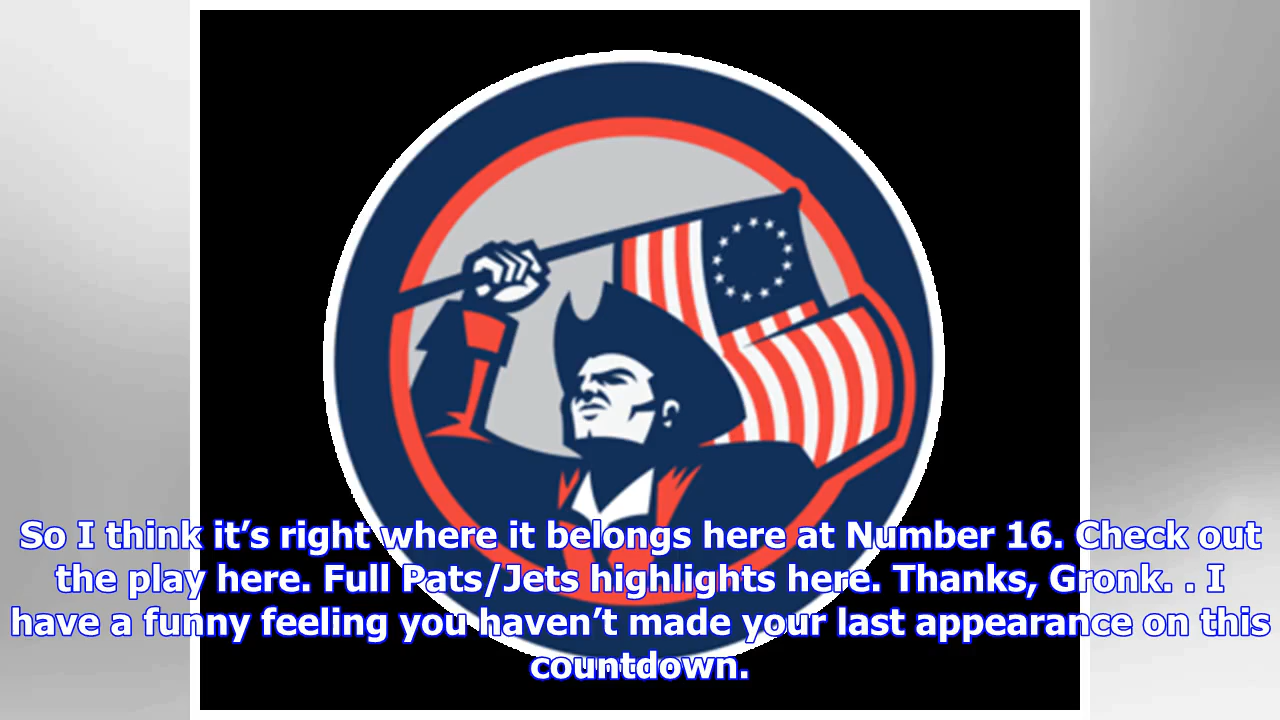 So I think it’s right where it belongs here at Number 16. Check out
the play here. Full Pats/Jets highlights here. Thanks, Gronk. . I
have a funny feeling you haven’t made your last appearance on this
countdown.